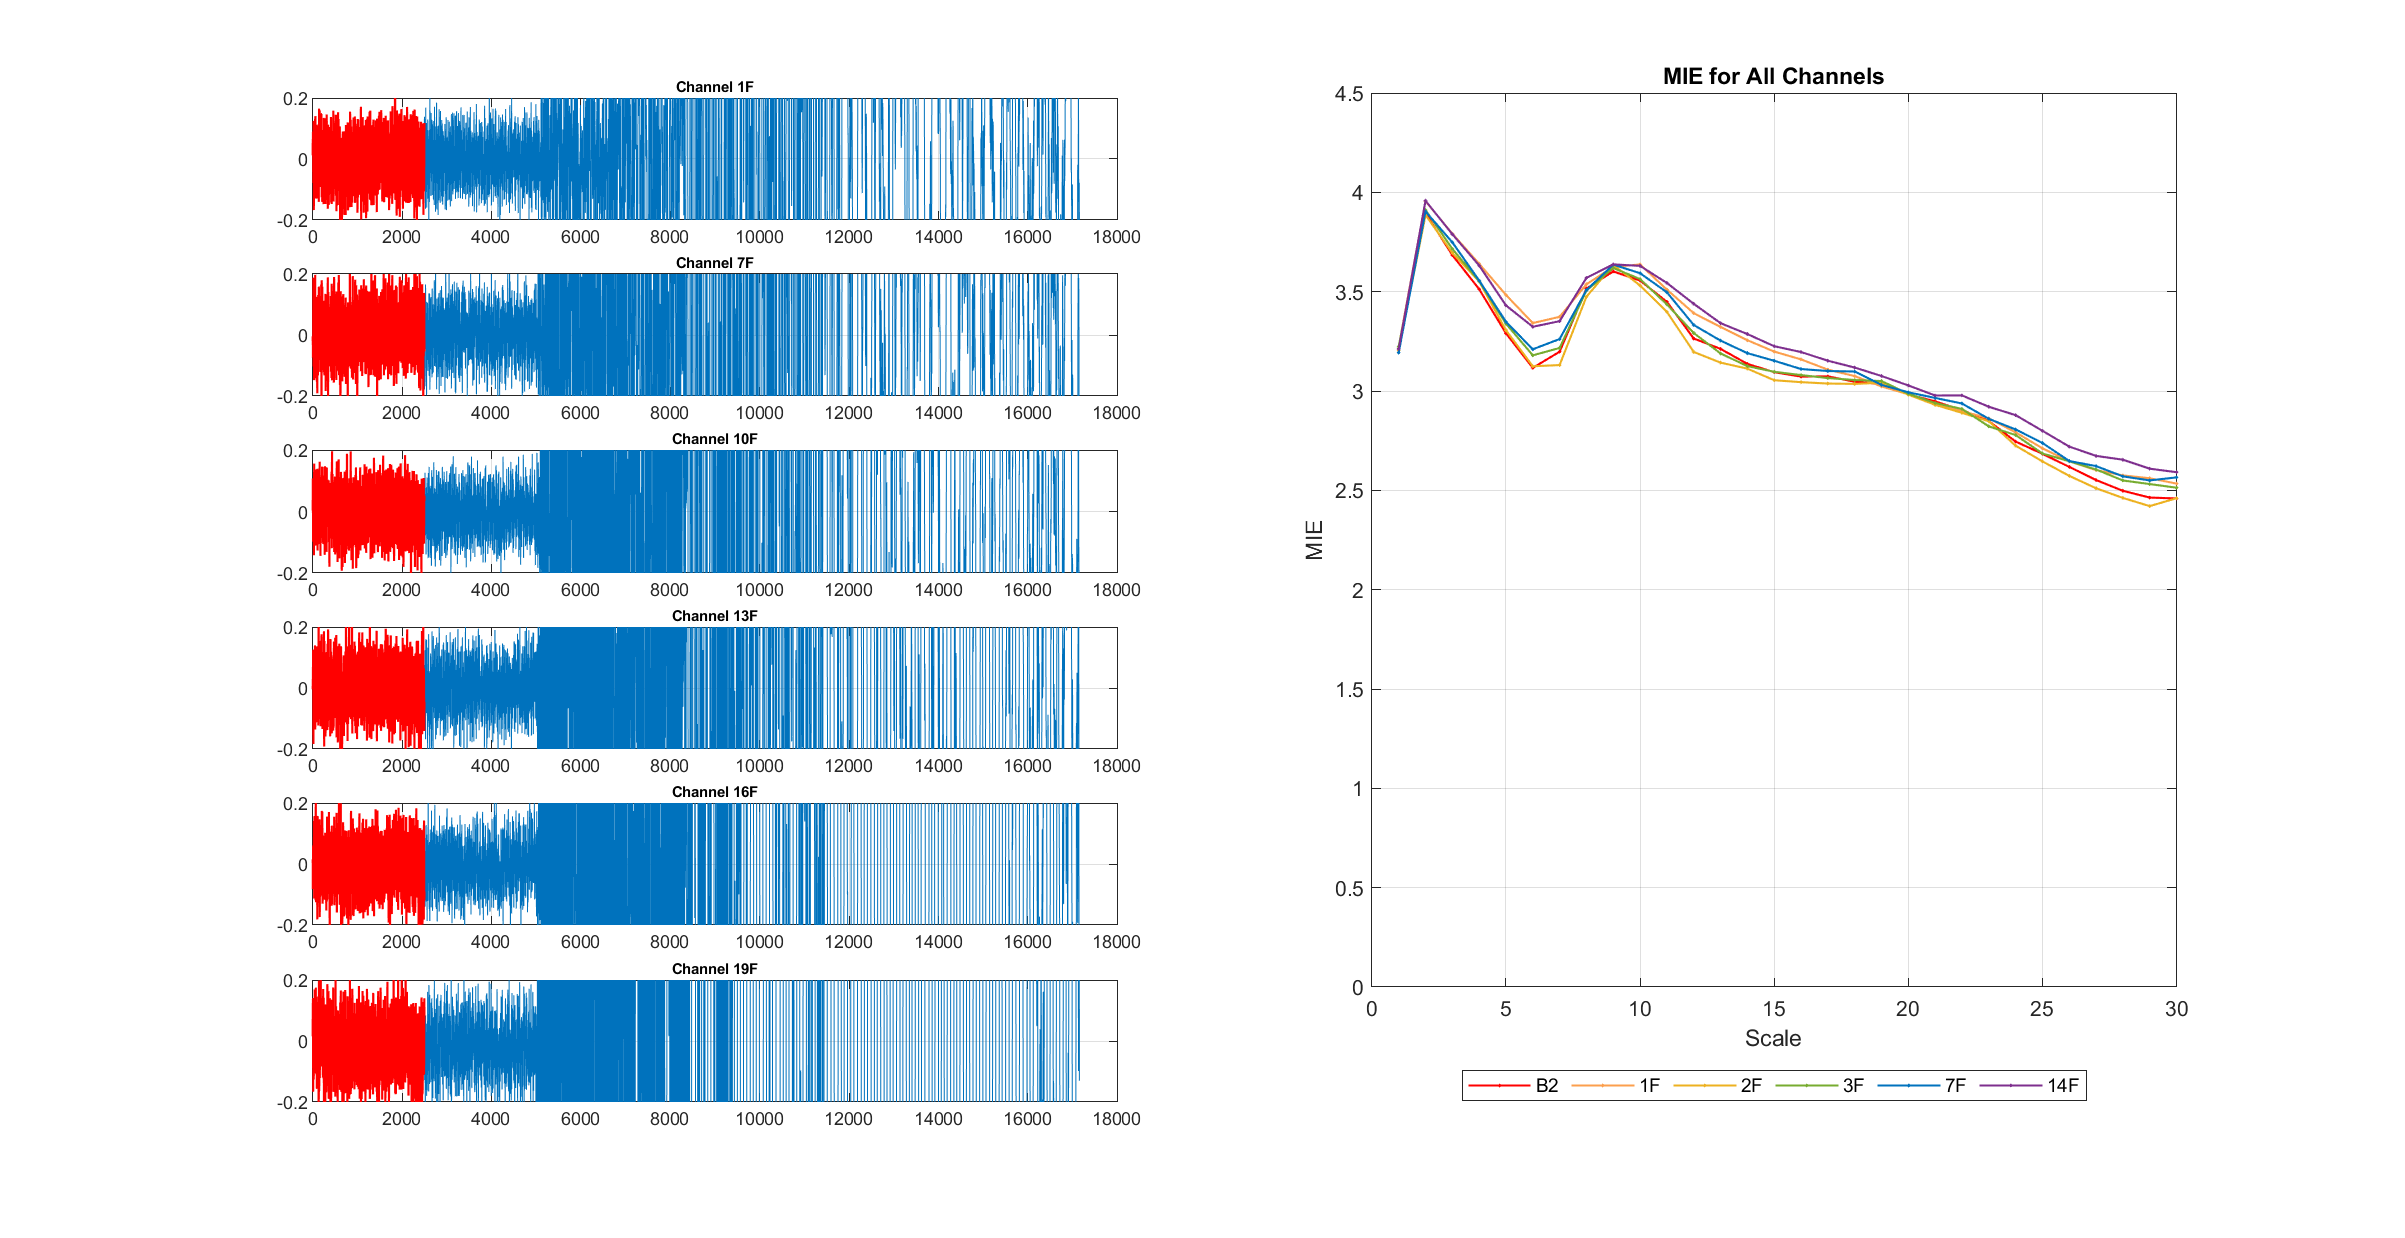 Channel 1F
0.2
0
-0.2
0 2000 4000 6000 8000 10000 12000 14000 16000 18000
Channel 7F
0.2
0
-0.2
0 2000 4000 6000 8000 10000 12000 14000 16000 18000
Channel 10F
0.2
0
-0.2
0 2000 4000 6000 8000 10000 12000 14000 16000 18000
Channel 13F
0.2
0
-0.2
0 2000 4000 6000 8000 10000 12000 14000 16000 18000
Channel 16F
0.2
0
-0.2
0 2000 4000 6000 8000 10000 12000 14000 16000 18000
Channel 19F
0.2
0
-0.2
0 2000 4000 6000 8000 10000 12000 14000 16000 18000
MIE for All Channels
4.5
4
3.5
3
2.5
2
1.5
1
0.5
0
MIE
0 5 10 15 20 25 30
Scale
B2 1F 2F 3F 7F 14F